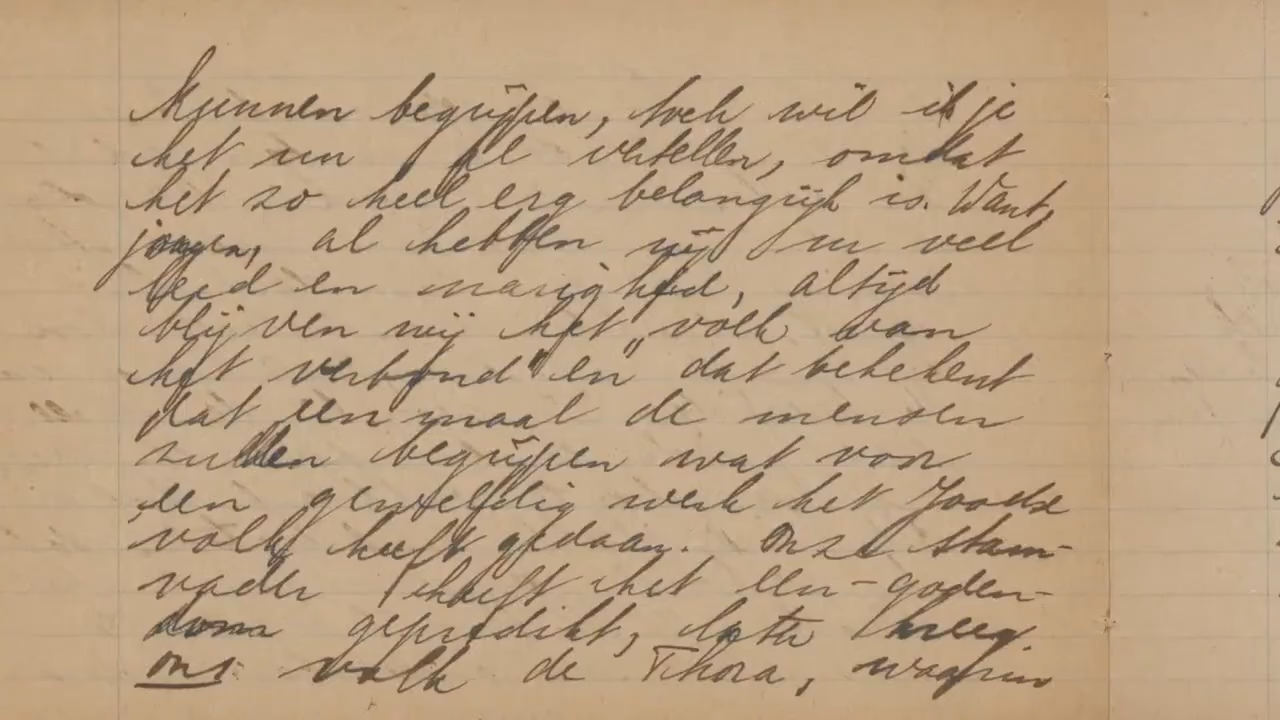 kunnen begrijpen, toch wil ik je
het nu al vertellen, omdat
het zo heel erg belangrijk is. Want,
jongen, al hebben wij nu veel
leed en narigheid, altijd
blijven wij het „volk van
het verbond" en dat betekent
dat eenmaal de mensen
zullen begrijpen wat voor
een geweldig werk het Joodse
volk heeft gedaan. Onze stam-
vader heeft het een-goden-
dom gepredikt, later kreeg
ons volk de Thora, waarin